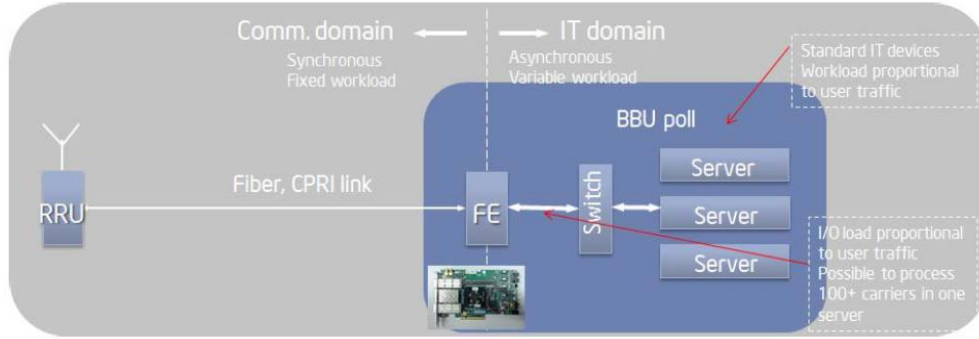 Comm. domain
IT domain
Synchronous
Fixed workload
Asynchronous
Variable workload
Standard IT devices
Workload proportional
to user traffic
BBU poll
RRU
Fiber, CPRI link
FE
Switch
Server
Server
Server
I/O load proportional
to user traffic
Possible to process
100+ carriers in one
server